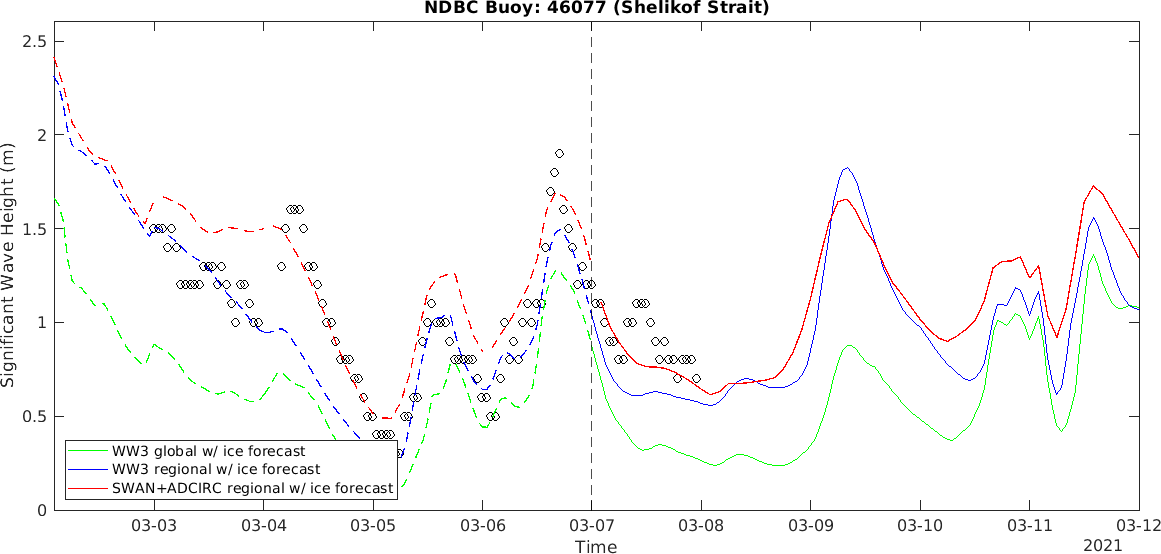 NDBC Buoy: 46077 (Shelikof Strait)
Significant Wave Height (m)
2.5
2
1.5
1
0.5
0
WW3 global w/ ice forecast
WW3 regional w/ ice forecast
SWAN+ADCIRC regional w/ ice forecast
03-03 03-04 03-05 03-06 03-07 03-08 03-09 03-10 03-11 03-12
Time
2021